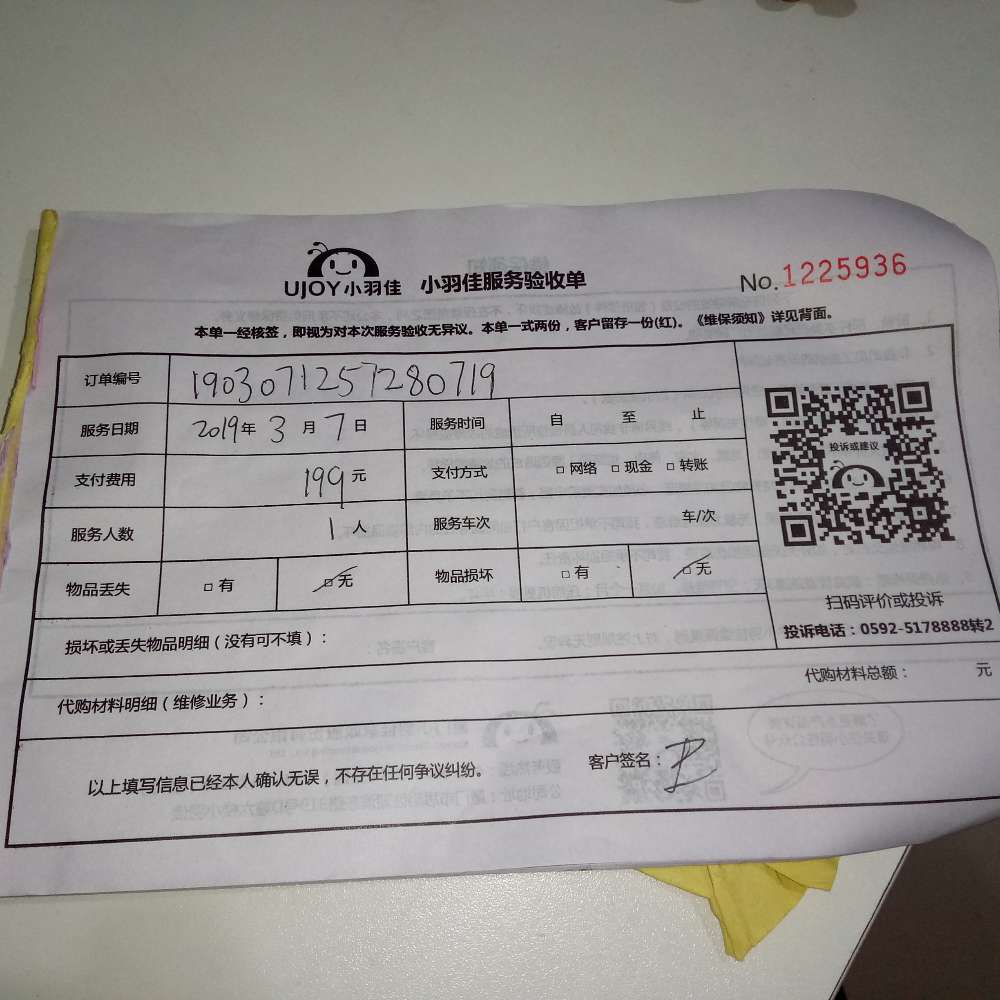 UJOY小羽佳 小羽佳服务验收单 No.1225936
本单一经核签，即视为对本次服务验收无异议。本单一式两份，客户留存一份(红)。《维保须知》详见背面。
订单编号 1903071257280719
服务日期 2019年 3 月 7 日 服务时间 自 至 止
支付费用 199元 支付方式 □网络 □现金 □转账
服务人数 1人 服务车次 车/次
物品丢失 □有 □无 物品损坏 □有 □无
投诉或建议
扫码评价或投诉
投诉电话：0592-5178888转2
损坏或丢失物品明细（没有可不填）：
代购材料明细（维修业务）： 代购材料总额： 元
以上填写信息已经本人确认无误，不存在任何争议纠纷。 客户签名：